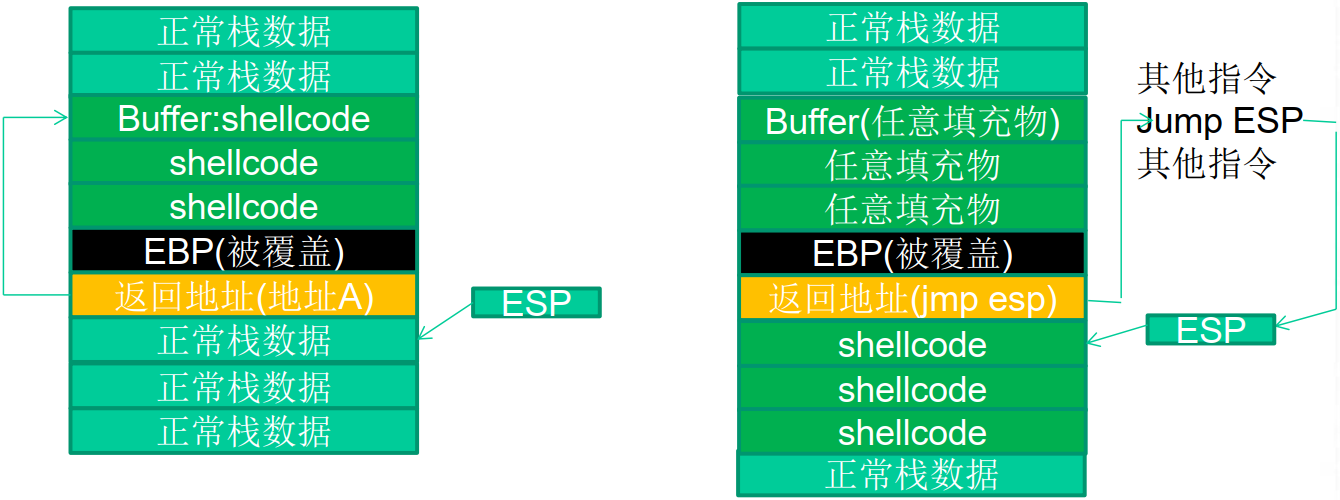 正常栈数据
正常栈数据
Buffer:shellcode
shellcode
shellcode
EBP(被覆盖)
返回地址(地址A)
正常栈数据
正常栈数据
正常栈数据
ESP
正常栈数据
正常栈数据
Buffer(任意填充物)
任意填充物
任意填充物
EBP(被覆盖)
返回地址(jmp esp)
shellcode
shellcode
shellcode
正常栈数据
其他指令
Jump ESP
其他指令
ESP